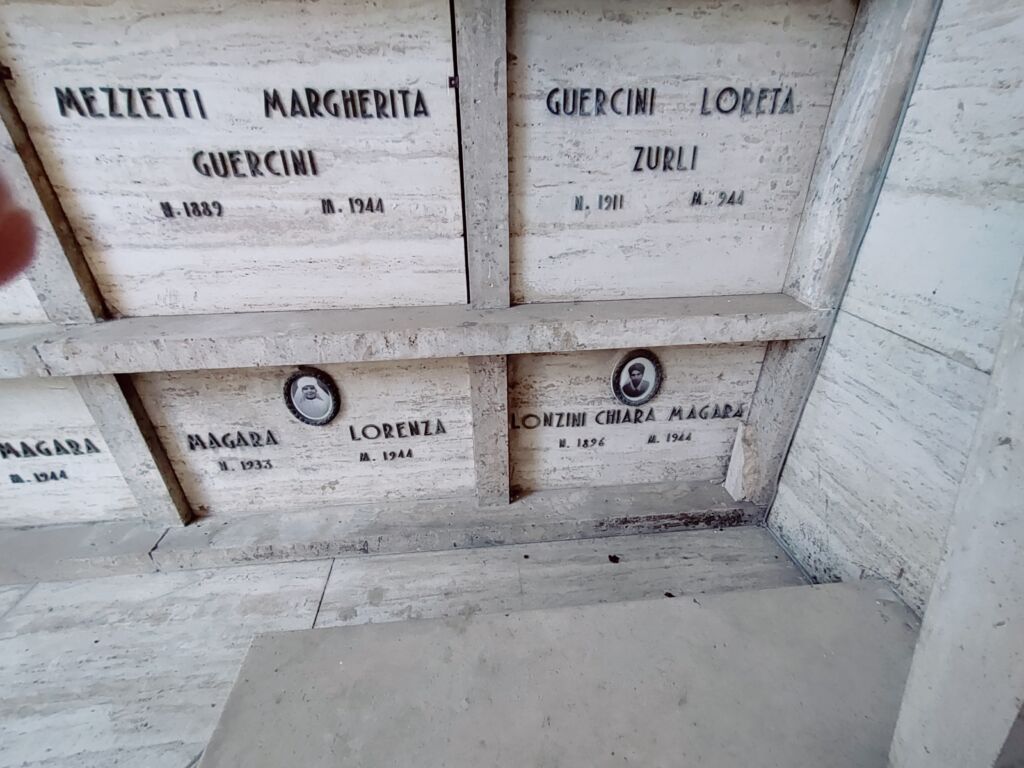 MEZZETTI MARGHERITA
GUERCINI
N. 1889 M. 1944
GUERCINI LORETA
ZURLI
N. 1911 M. 944
MAGARA
M. 1944
MAGARA LORENZA
N. 1933 M. 1944
LONZINI CHIARA MAGARA
N. 1896 M. 1944